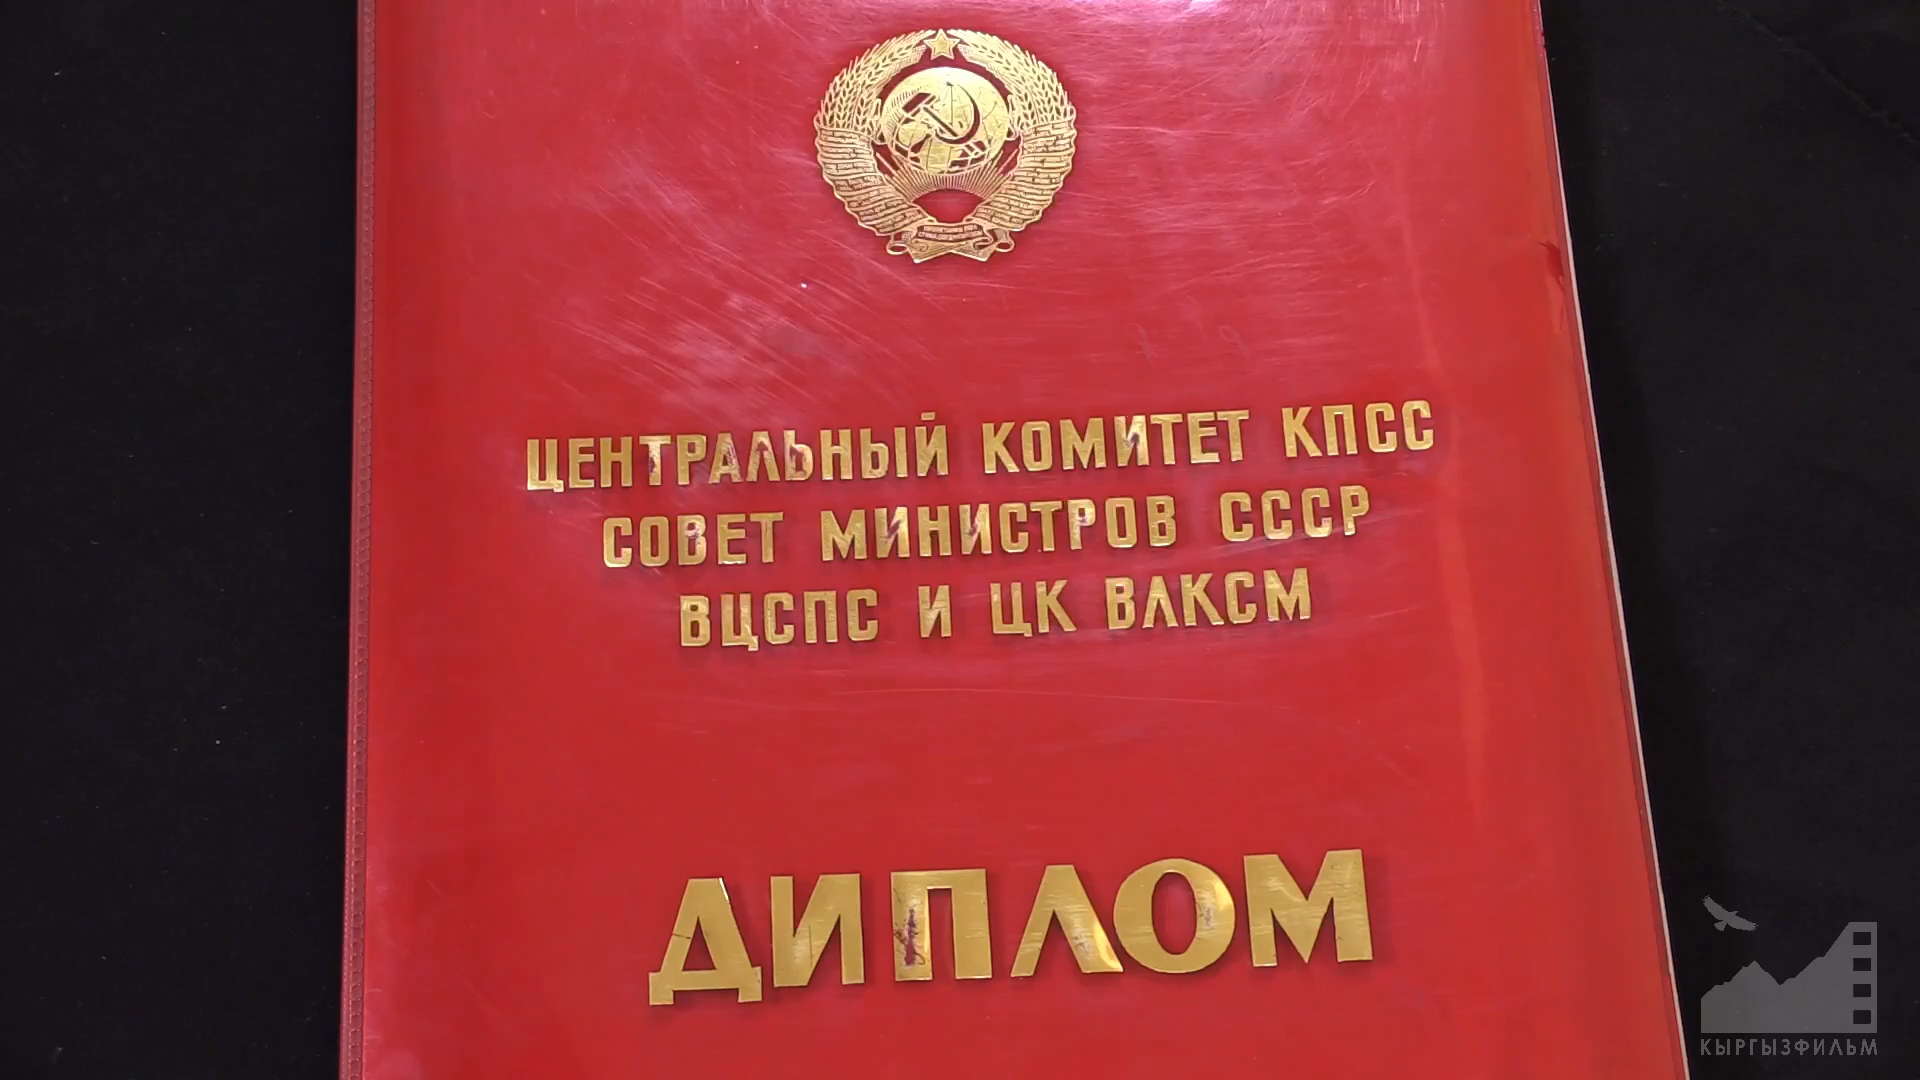 ЦЕНТРАЛЬНЫЙ КОМИТЕТ КПСС
СОВЕТ МИНИСТРОВ СССР
ВЦСПС И ЦК ВЛКСМ
ДИПЛОМ
КЫРГЫЗФИЛЬМ